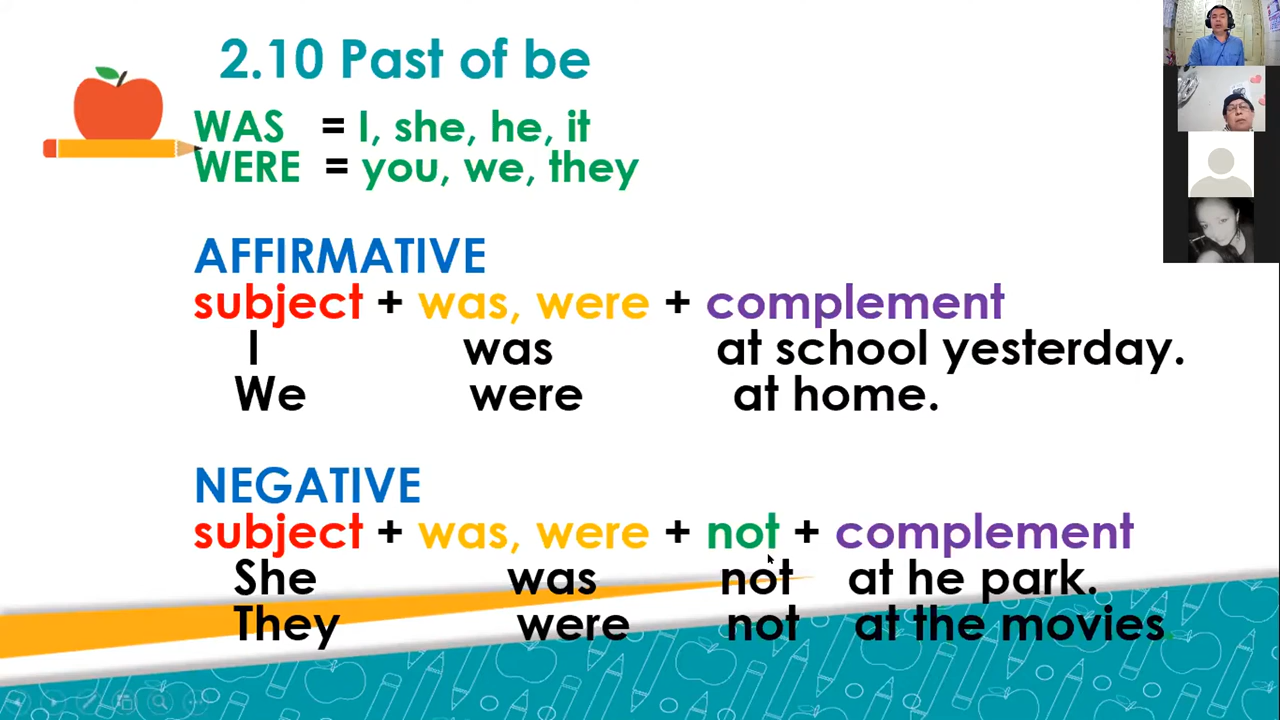 2.10 Past of be
WAS = I, she, he, it
WERE = you, we, they
AFFIRMATIVE
subject + was, were + complement
I was at school yesterday.
We were at home.
NEGATIVE
subject + was, were + not + complement
She was not at he park.
They were not at the movies.